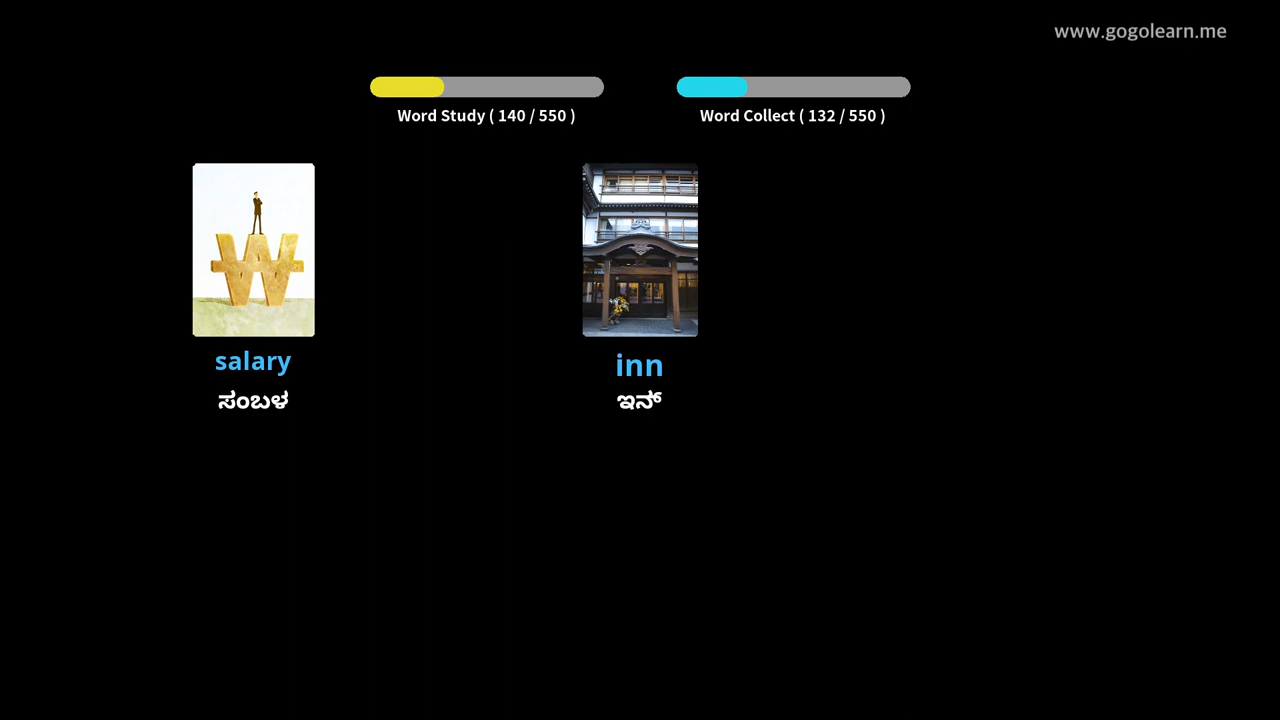 www.gogolearn.me
Word Study ( 140 / 550 )
Word Collect ( 132 / 550 )
salary
ಸಂಬಳ
inn
ಇನ್